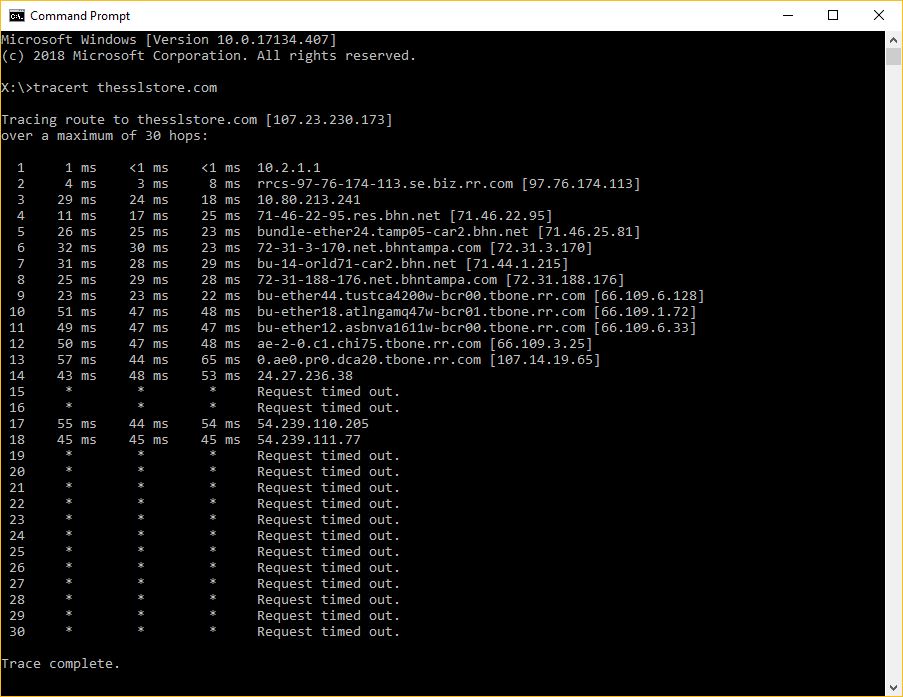 Command Prompt
Microsoft Windows [Version 10.0.17134.407]
(c) 2018 Microsoft Corporation. All rights reserved.
X:\>tracert thesslstore.com
Tracing route to thesslstore.com [107.23.230.173]
over a maximum of 30 hops:
1 1 ms <1 ms <1 ms 10.2.1.1
2 4 ms 3 ms 8 ms rrcs-97-76-174-113.se.biz.rr.com [97.76.174.113]
3 29 ms 24 ms 18 ms 10.80.213.241
4 11 ms 17 ms 25 ms 71-46-22-95.res.bhn.net [71.46.22.95]
5 26 ms 25 ms 23 ms bundle-ether24.tamp05-car2.bhn.net [71.46.25.81]
6 32 ms 30 ms 23 ms 72-31-3-170.net.bhntampa.com [72.31.3.170]
7 31 ms 28 ms 29 ms bu-14-orld71-car2.bhn.net [71.44.1.215]
8 25 ms 29 ms 28 ms 72-31-188-176.net.bhntampa.com [72.31.188.176]
9 23 ms 23 ms 22 ms bu-ether44.tustca4200w-bcr00.tbone.rr.com [66.109.6.128]
10 51 ms 47 ms 47 ms bu-ether18.atlngamq47w-bcr01.tbone.rr.com [66.109.1.72]
11 49 ms 47 ms 47 ms bu-ether12.asbnva1611w-bcr00.tbone.rr.com [66.109.6.33]
12 50 ms 47 ms 48 ms ae-2-0.c1.chi75.tbone.rr.com [66.109.3.25]
13 57 ms 44 ms 65 ms 0.ae0.pr0.dca20.tbone.rr.com [107.14.19.65]
14 43 ms 48 ms 53 ms 24.27.236.38
15 * * * Request timed out.
16 * * * Request timed out.
17 55 ms 44 ms 54 ms 54.239.110.205
18 45 ms 45 ms 45 ms 54.239.111.77
19 * * * Request timed out.
20 * * * Request timed out.
21 * * * Request timed out.
22 * * * Request timed out.
23 * * * Request timed out.
24 * * * Request timed out.
25 * * * Request timed out.
26 * * * Request timed out.
27 * * * Request timed out.
28 * * * Request timed out.
29 * * * Request timed out.
30 * * * Request timed out.
Trace complete.